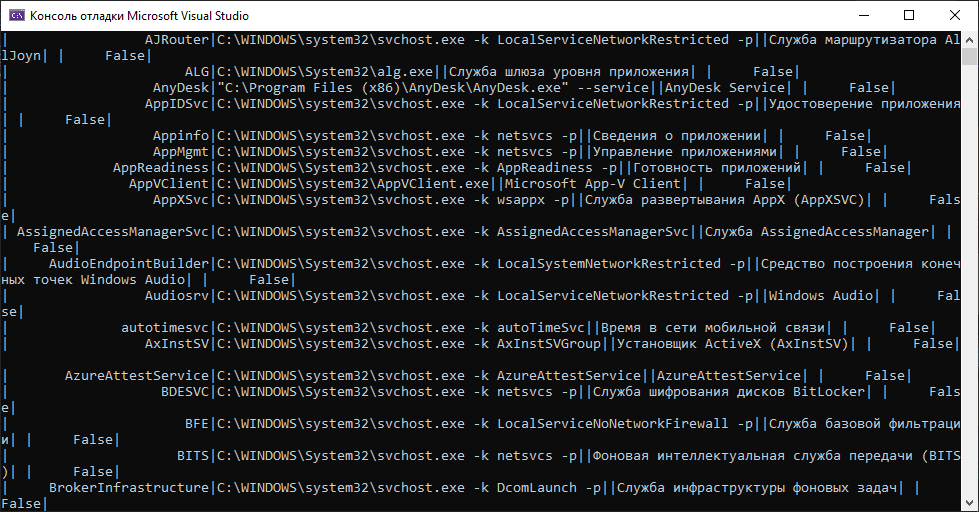 Консоль отладки Microsoft Visual Studio
| AJRouter|C:\WINDOWS\system32\svchost.exe -k LocalServiceNetworkRestricted -p||Служба маршрутизатора Al
lJoyn| | False|
| ALG|C:\WINDOWS\System32\alg.exe||Служба шлюза уровня приложения| | False|
| AnyDesk|"C:\Program Files (x86)\AnyDesk\AnyDesk.exe" --service||AnyDesk Service| | False|
| AppIDSvc|C:\WINDOWS\system32\svchost.exe -k LocalServiceNetworkRestricted -p||Удостоверение приложения
| | False|
| Appinfo|C:\WINDOWS\system32\svchost.exe -k netsvcs -p||Сведения о приложении| | False|
| AppMgmt|C:\WINDOWS\system32\svchost.exe -k netsvcs -p||Управление приложениями| | False|
| AppReadiness|C:\WINDOWS\System32\svchost.exe -k AppReadiness -p||Готовность приложений| | False|
| AppVClient|C:\WINDOWS\system32\AppVClient.exe||Microsoft App-V Client| | False|
| AppXSvc|C:\WINDOWS\system32\svchost.exe -k wsappx -p||Служба развертывания AppX (AppXSVC)| | Fals
e|
| AssignedAccessManagerSvc|C:\WINDOWS\system32\svchost.exe -k AssignedAccessManagerSvc||Служба AssignedAccessManager| |
False|
| AudioEndpointBuilder|C:\WINDOWS\System32\svchost.exe -k LocalSystemNetworkRestricted -p||Средство построения конеч
ных точек Windows Audio| | False|
| Audiosrv|C:\WINDOWS\System32\svchost.exe -k LocalServiceNetworkRestricted -p||Windows Audio| | Fal
se|
| autotimesvc|C:\WINDOWS\system32\svchost.exe -k autoTimeSvc||Время в сети мобильной связи| | False|
| AxInstSV|C:\WINDOWS\system32\svchost.exe -k AxInstSVGroup||Установщик ActiveX (AxInstSV)| | False|
| AzureAttestService|C:\WINDOWS\system32\svchost.exe -k AzureAttestService||AzureAttestService| | False|
| BDESVC|C:\WINDOWS\System32\svchost.exe -k netsvcs -p||Служба шифрования дисков BitLocker| | Fals
e|
| BFE|C:\WINDOWS\system32\svchost.exe -k LocalServiceNoNetworkFirewall -p||Служба базовой фильтраци
и| | False|
| BITS|C:\WINDOWS\System32\svchost.exe -k netsvcs -p||Фоновая интеллектуальная служба передачи (BITS
)| | False|
| BrokerInfrastructure|C:\WINDOWS\system32\svchost.exe -k DcomLaunch -p||Служба инфраструктуры фоновых задач| |
False|